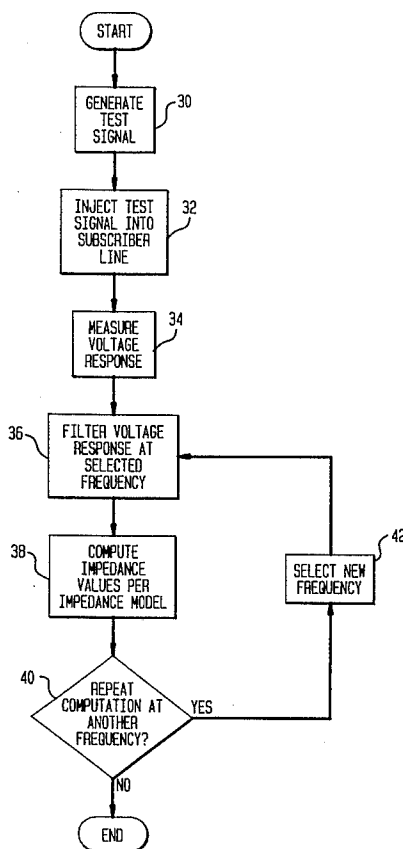 START
GENERATE
TEST
SIGNAL
30
INJECT TEST
SIGNAL INTO
SUBSCRIBER
LINE
32
MEASURE
VOLTAGE
RESPONSE
34
36
FILTER VOLTAGE
RESPONSE AT
SELECTED
FREQUENCY
38
COMPUTE
IMPEDANCE
VALUES PER
IMPEDANCE MODEL
42
SELECT NEW
FREQUENCY
40
REPEAT
COMPUTATION AT
ANOTHER
FREQUENCY?
YES
NO
END